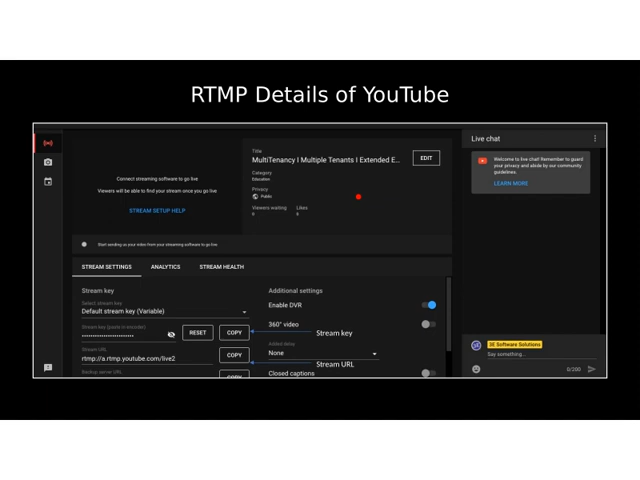 RTMP Details of YouTube
Connect streaming software to go live
Viewers will be able to find your stream once you go live
STREAM SETUP HELP
Title
MultiTenancy I Multiple Tenants I Extended E...
EDIT
Category
Education
Privacy
Public
Viewers waiting
Likes
0
Start sending us your video from your streaming software to go live
STREAM SETTINGS
ANALYTICS
STREAM HEALTH
Stream key
Select stream key
Default stream key (Variable)
Stream key (paste in encoder)
RESET
COPY
Stream URL
rtmp://a.rtmp.youtube.com/live2
COPY
Backup server URL
COPY
Additional settings
Enable DVR
360° video
Stream key
Added delay
None
Stream URL
Closed captions
Live chat
Welcome to live chat! Remember to guard
your privacy and abide by our community
guidelines.
LEARN MORE
Software Solutions
Say something...
0/200